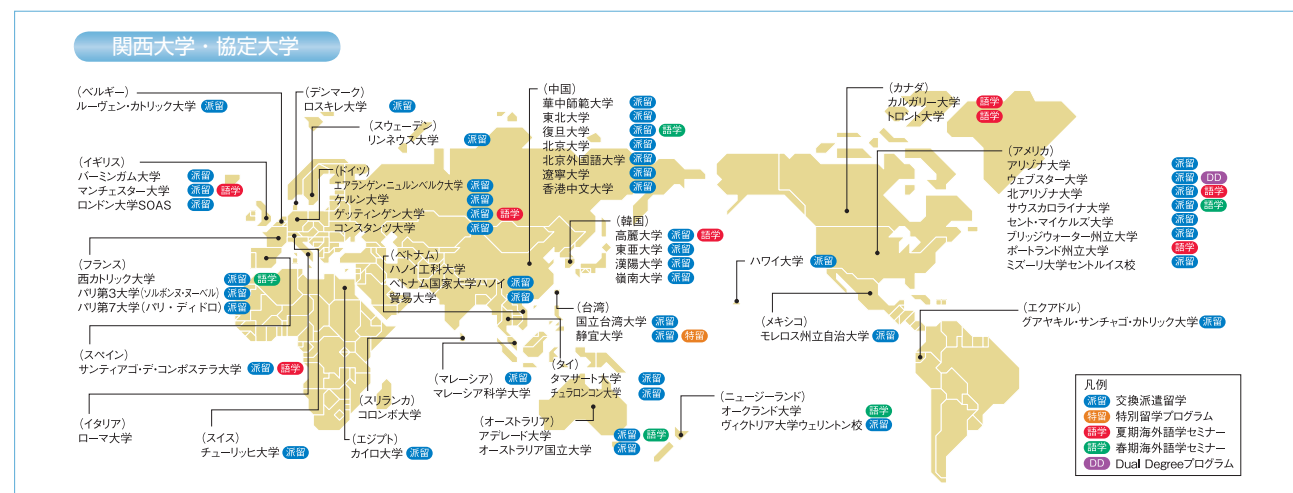 関西大学・協定大学
(ベルギー)
ルーヴェン・カトリック大学 派留
(デンマーク)
ロスキレ大学 派留
(スウェーデン)
リンネウス大学 派留
(イギリス)
バーミンガム大学 派留
マンチェスター大学 派留 語学
ロンドン大学SOAS 派留
(ドイツ)
エアランゲン・ニュルンベルク大学 派留
ケルン大学 派留
ゲッティンゲン大学 派留 語学
コンスタンツ大学 派留
(フランス)
西カトリック大学 派留 語学
パリ第3大学(ソルボンヌ・ヌーベル) 派留
パリ第7大学(パリ・ディドロ) 派留
(スペイン)
サンティアゴ・デ・コンポステラ大学 派留 語学
(イタリア)
ローマ大学
(スイス)
チューリッヒ大学 派留
(エジプト)
カイロ大学 派留
(スリランカ)
コロンボ大学
(中国)
華中師範大学 派留
東北大学 派留
復旦大学 派留 語学
北京大学 派留
北京外国語大学 派留
遼寧大学 派留
香港中文大学 派留
(韓国)
高麗大学 派留 語学
東亜大学 派留
漢陽大学 派留
嶺南大学 派留
(ベトナム)
ハノイ工科大学
ベトナム国家大学ハノイ 派留
貿易大学 派留
(台湾)
国立台湾大学 派留
静宜大学 派留 特留
(マレーシア) 派留
マレーシア科学大学
(タイ)
タマサート大学 派留
チュラロンコン大学 派留
(オーストラリア)
アデレード大学 派留 語学
オーストラリア国立大学 派留
(ニュージーランド)
オークランド大学 語学
ヴィクトリア大学ウェリントン校 派留
ハワイ大学 派留
(カナダ)
カルガリー大学 語学
トロント大学 語学
(アメリカ)
アリゾナ大学 派留
ウェブスター大学 派留 DD
北アリゾナ大学 派留 語学
サウスカロライナ大学 派留 語学
セント・マイケルズ大学 派留
ブリッジウォーター州立大学 派留
ポートランド州立大学 語学
ミズーリ大学セントルイス校 派留
(メキシコ)
モレロス州立自治大学 派留
(エクアドル)
グアヤキル・サンチャゴ・カトリック大学 派留
凡例
派留 交換派遣留学
特留 特別留学プログラム
語学 夏期海外語学セミナー
語学 春期海外語学セミナー
DD Dual Degreeプログラム